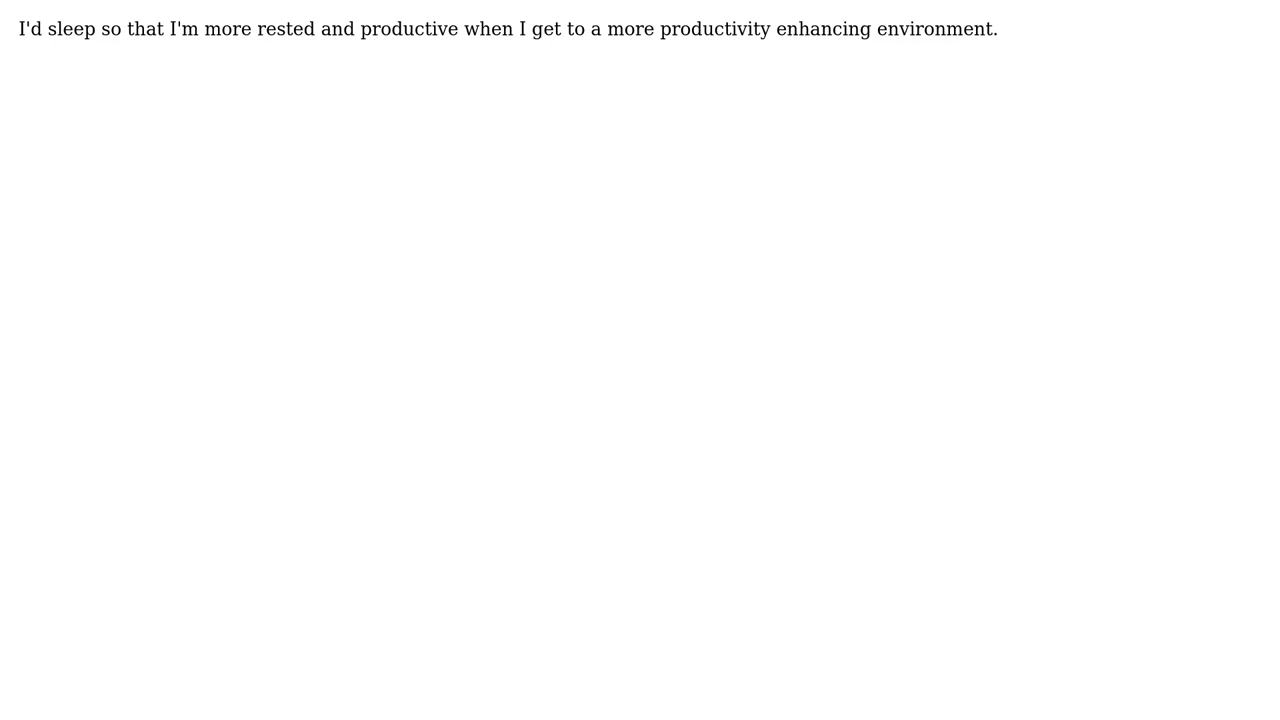 I'd sleep so that I'm more rested and productive when I get to a more productivity enhancing environment.